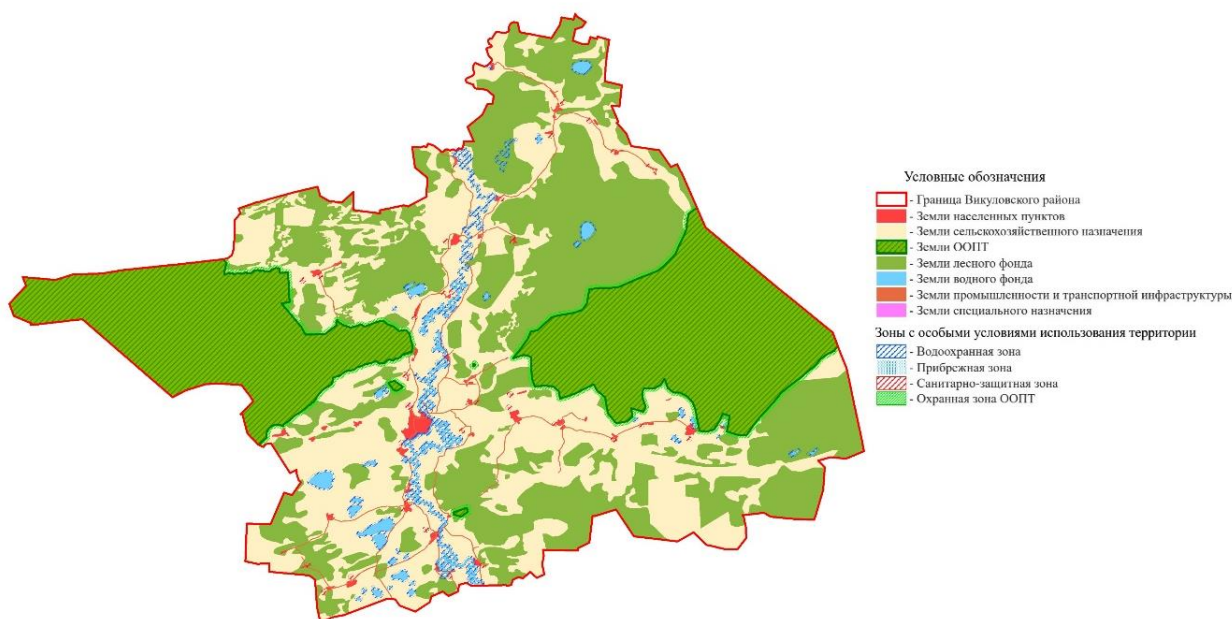 Условные обозначения
- Граница Викуловского района
- Земли населенных пунктов
- Земли сельскохозяйственного назначения
- Земли ООПТ
- Земли лесного фонда
- Земли водного фонда
- Земли промышленности и транспортной инфраструктуры
- Земли специального назначения
Зоны с особыми условиями использования территории
- Водоохранная зона
- Прибрежная зона
- Санитарно-защитная зона
- Охранная зона ООПТ